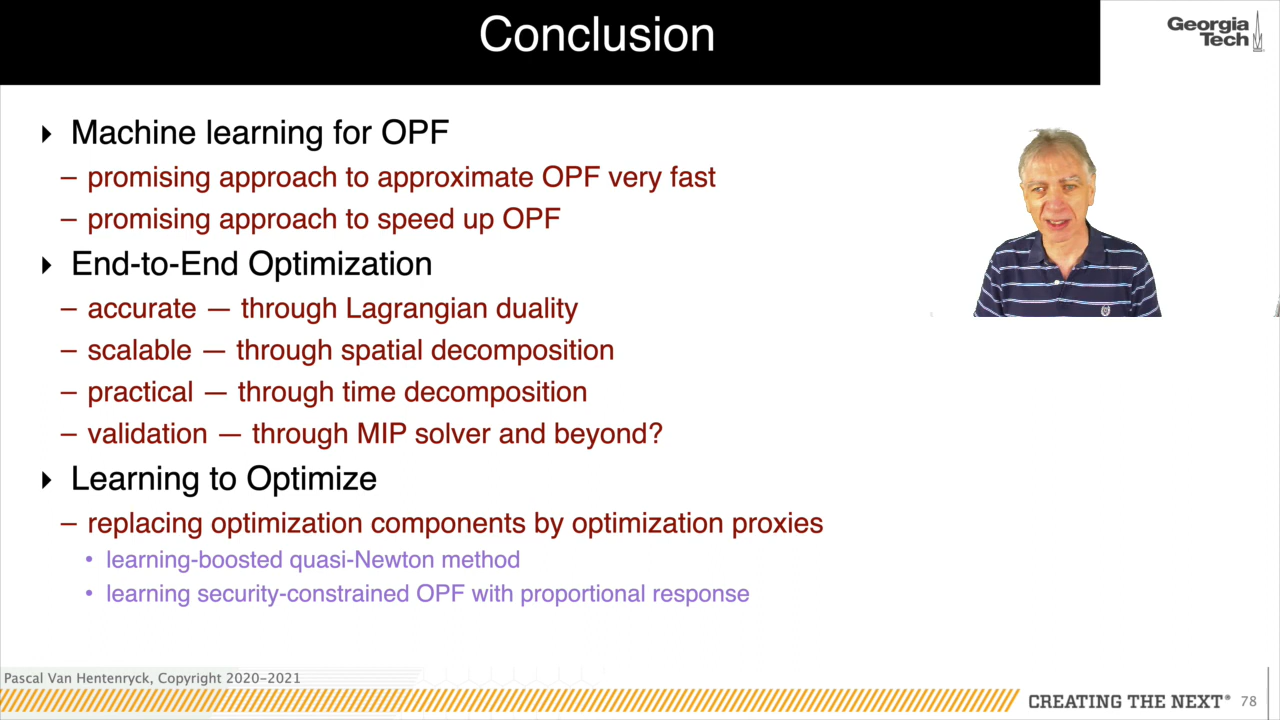 Conclusion
Georgia
Tech
Machine learning for OPF
– promising approach to approximate OPF very fast
– promising approach to speed up OPF
End-to-End Optimization
– accurate — through Lagrangian duality
– scalable — through spatial decomposition
– practical — through time decomposition
– validation — through MIP solver and beyond?
Learning to Optimize
– replacing optimization components by optimization proxies
• learning-boosted quasi-Newton method
• learning security-constrained OPF with proportional response
Pascal Van Hentenryck, Copyright 2020-2021
CREATING THE NEXT® 78